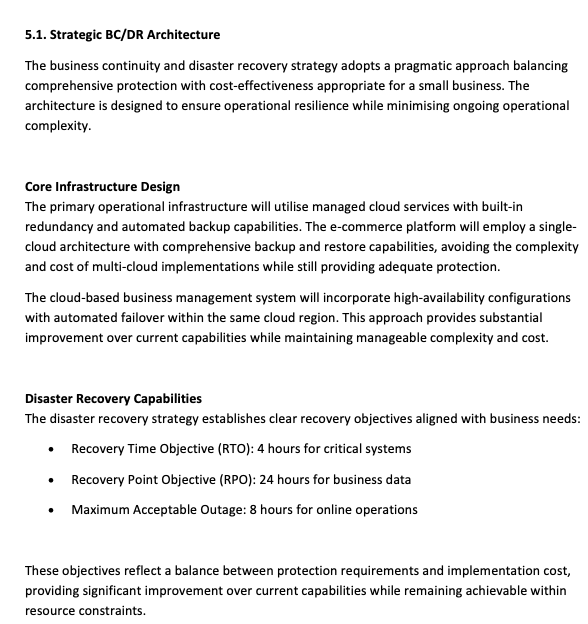 5.1. Strategic BC/DR Architecture
The business continuity and disaster recovery strategy adopts a pragmatic approach balancing
comprehensive protection with cost-effectiveness appropriate for a small business. The
architecture is designed to ensure operational resilience while minimising ongoing operational
complexity.
Core Infrastructure Design
The primary operational infrastructure will utilise managed cloud services with built-in
redundancy and automated backup capabilities. The e-commerce platform will employ a single-
cloud architecture with comprehensive backup and restore capabilities, avoiding the complexity
and cost of multi-cloud implementations while still providing adequate protection.
The cloud-based business management system will incorporate high-availability configurations
with automated failover within the same cloud region. This approach provides substantial
improvement over current capabilities while maintaining manageable complexity and cost.
Disaster Recovery Capabilities
The disaster recovery strategy establishes clear recovery objectives aligned with business needs:
• Recovery Time Objective (RTO): 4 hours for critical systems
• Recovery Point Objective (RPO): 24 hours for business data
• Maximum Acceptable Outage: 8 hours for online operations
These objectives reflect a balance between protection requirements and implementation cost,
providing significant improvement over current capabilities while remaining achievable within
resource constraints.